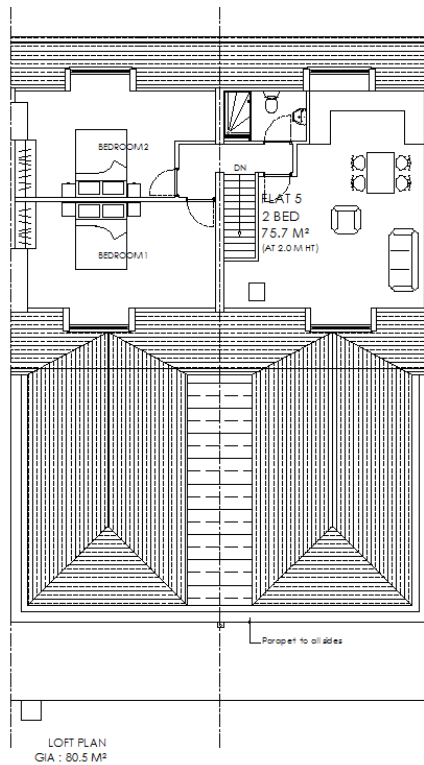 BEDROOM2
DN
FLAT 5
2 BED
75.7 M²
(AT 2.0 M HT)
BEDROOM1
Parapet to all sides
LOFT PLAN
GIA : 80.5 M²